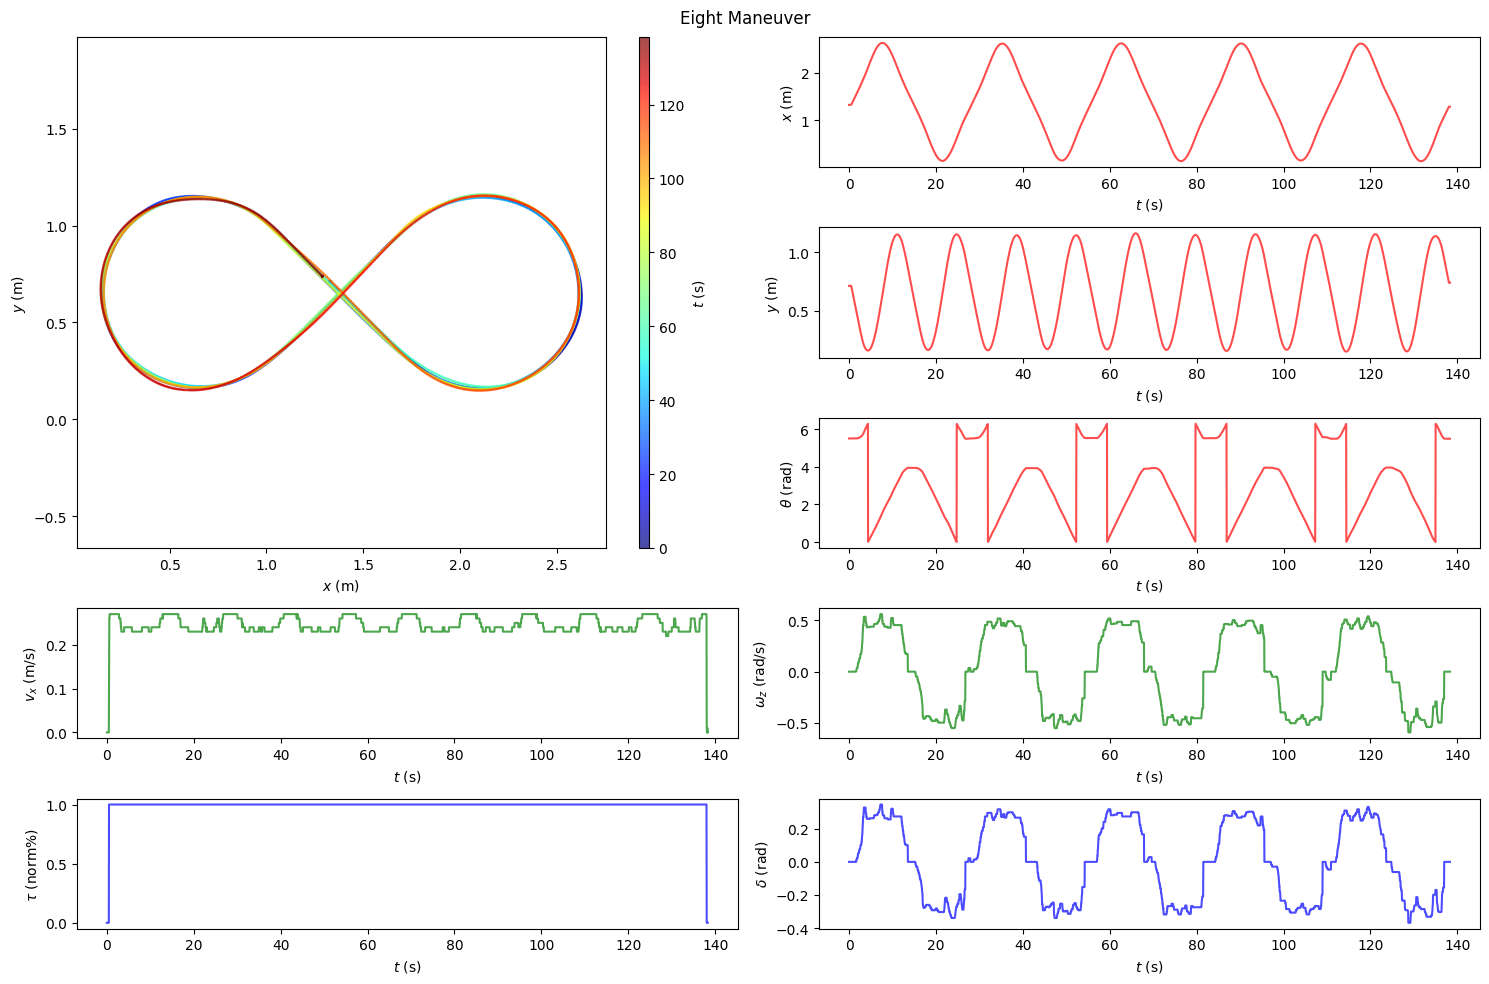 Eight Maneuver
1.5
1.0
0.5
0.0
−0.5
y (m)
0.5 1.0 1.5 2.0 2.5
x (m)
120
100
80
60
40
20
0
t (s)
2
1
x (m)
0 20 40 60 80 100 120 140
t (s)
1.0
0.5
y (m)
0 20 40 60 80 100 120 140
t (s)
6
4
2
0
θ (rad)
0 20 40 60 80 100 120 140
t (s)
0.2
0.1
0.0
vx (m/s)
0 20 40 60 80 100 120 140
t (s)
0.5
0.0
−0.5
ωz (rad/s)
0 20 40 60 80 100 120 140
t (s)
1.0
0.5
0.0
τ (norm%)
0 20 40 60 80 100 120 140
t (s)
0.2
0.0
−0.2
−0.4
δ (rad)
0 20 40 60 80 100 120 140
t (s)